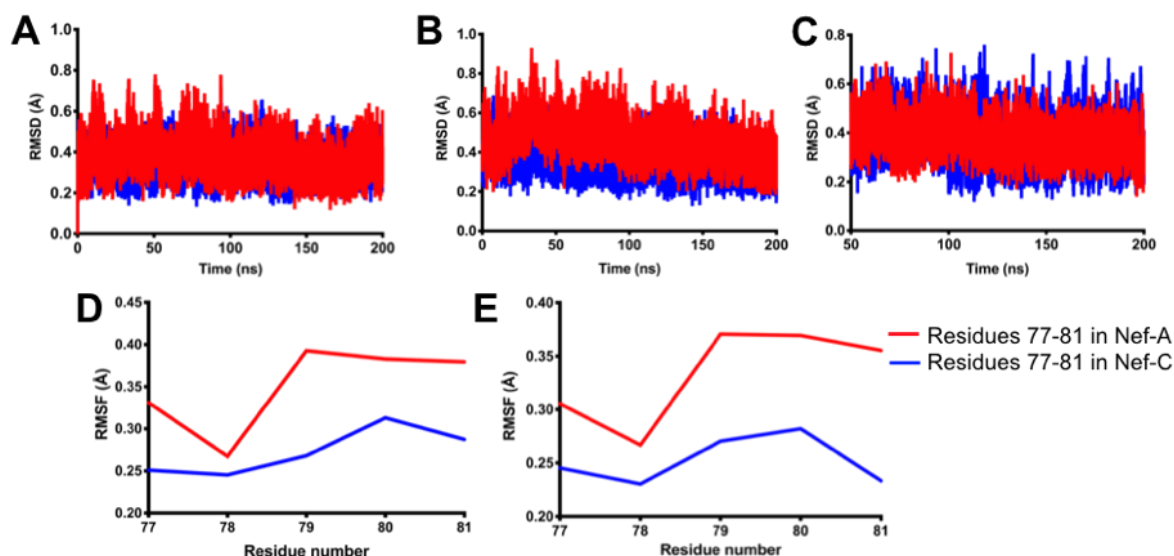 A
RMSD (Å)
1.0
0.8
0.6
0.4
0.2
0.0
0 50 100 150 200
Time (ns)
B
RMSD (Å)
1.0
0.8
0.6
0.4
0.2
0.0
0 50 100 150 200
Time (ns)
C
RMSD (Å)
0.8
0.6
0.4
0.2
0.0
50 100 150 200
Time (ns)
D
RMSF (Å)
0.45
0.40
0.35
0.30
0.25
0.20
77 78 79 80 81
Residue number
E
RMSF (Å)
0.40
0.35
0.30
0.25
0.20
77 78 79 80 81
Residue number
Residues 77-81 in Nef-A
Residues 77-81 in Nef-C